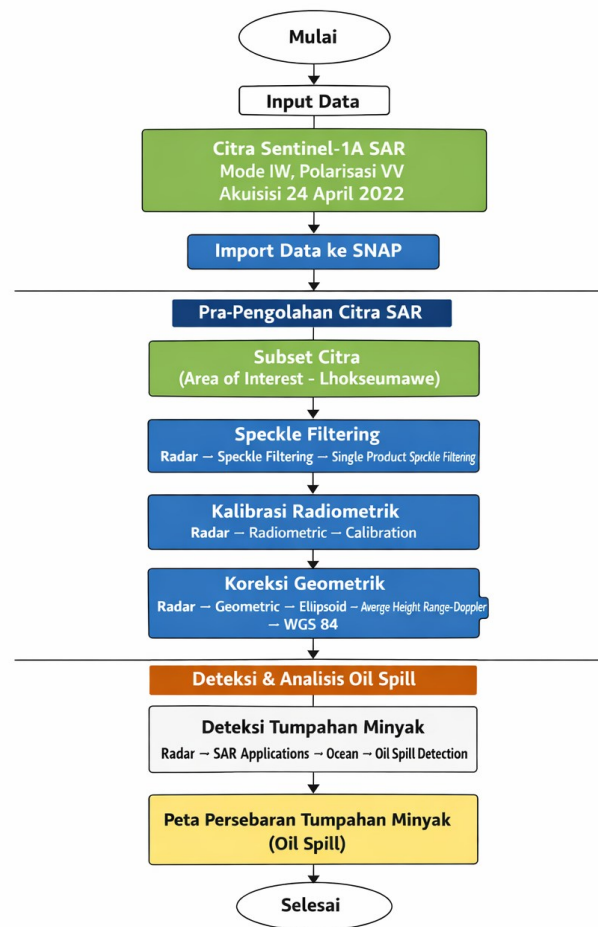 Mulai
Input Data
Citra Sentinel-1A SAR
Mode IW, Polarisasi VV
Akuisisi 24 April 2022
Import Data ke SNAP
Pra-Pengolahan Citra SAR
Subset Citra
(Area of Interest - Lhokseumawe)
Speckle Filtering
Radar — Speckle Filtering — Single Product Spıckle Filtering
Kalibrasi Radiometrik
Radar — Radiometric — Calibration
Koreksi Geometrik
Radar — Geometric — Ellipsoid — Averge Height Range-Doppler
— WGS 84
Deteksi & Analisis Oil Spill
Deteksi Tumpahan Minyak
Radar → SAR Applications → Ocean → Oil Spill Detection
Peta Persebaran Tumpahan Minyak
(Oil Spill)
Selesai